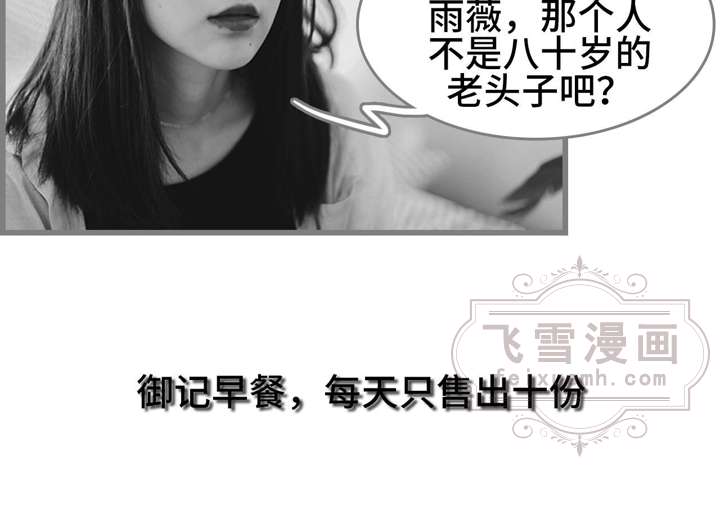 雨薇，那个人
不是八十岁的
老头子吧？
飞雪漫画
feixuemh.com
御记早餐，每天只售出十份